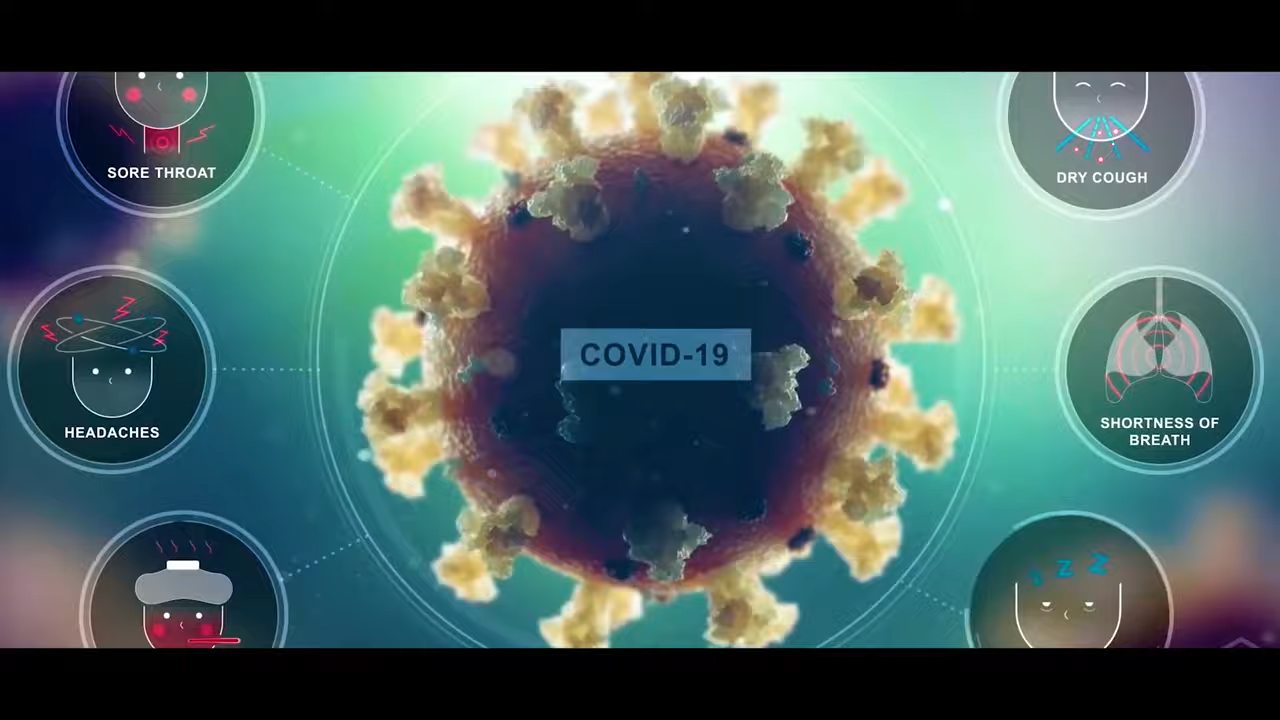 SORE THROAT
DRY COUGH
COVID-19
HEADACHES
SHORTNESS OF
BREATH
Z Z Z